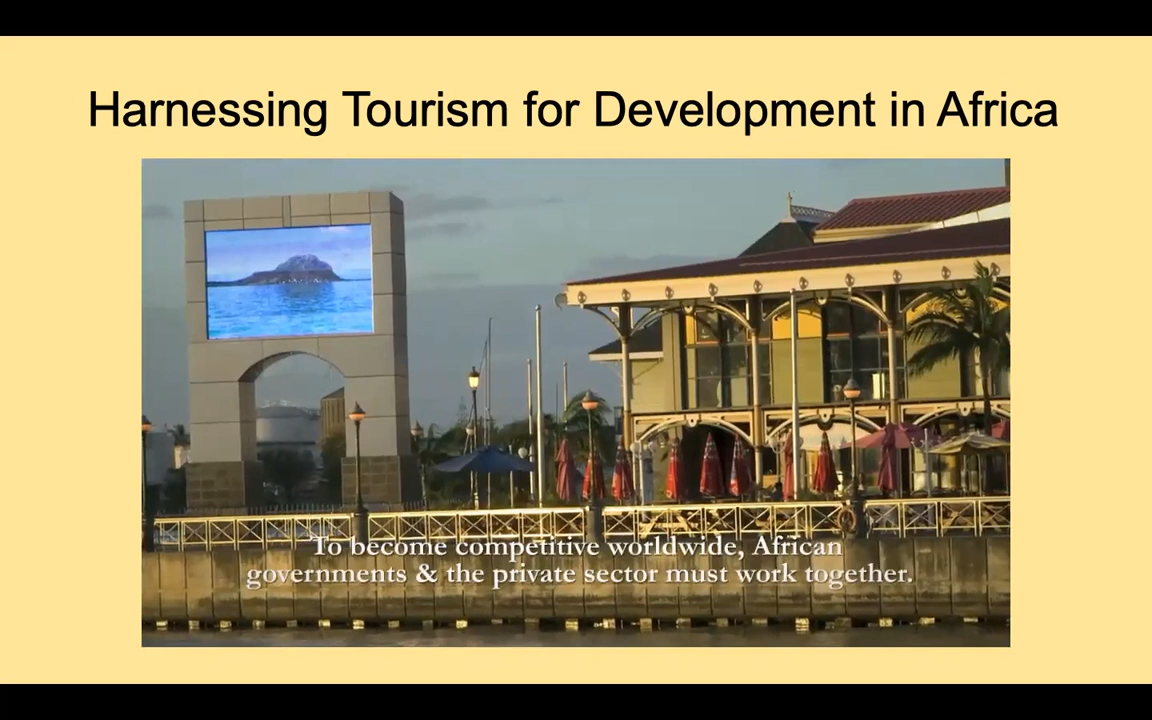 Harnessing Tourism for Development in Africa
To become competitive worldwide, African
governments & the private sector must work together.